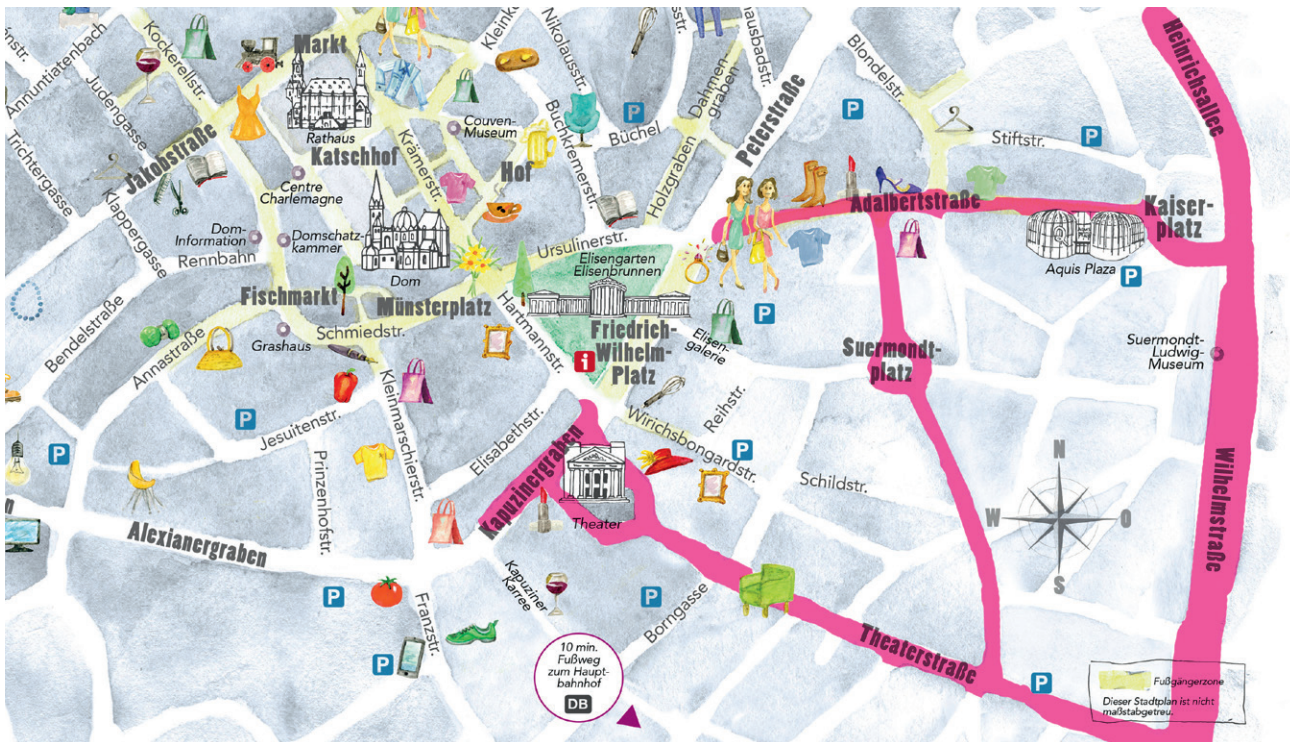 Annuntiatenbach
Kockerellstr.
Judengasse
Markt
Nikolausstr.
Dahmen-
graben
Blondelstr.
Heinrichsallee
Peterstraße
Trichtergasse
Jakobstraße
Rathaus
Katschhof
Krämerstr.
Couven-
Museum
Hof
Buchkremerstr.
P
Büchel
Holzgraben
P
Stiftstr.
P
Klappergasse
Centre
Charlemagne
Adalbertstraße
Kaiser-
platz
Dom-
Information
Rennbahn
Domschatz-
kammer
Dom
Ursulinerstr.
Elisengarten
Elisenbrunnen
Aquis Plaza
P
Bendelstraße
Fischmarkt
Münsterplatz
Hartmannstr.
Annastraße
Grashaus
Schmiedstr.
Friedrich-
Wilhelm-
Platz
i
Elisen-
galerie
P
Suermondt-
platz
Suermondt-
Ludwig-
Museum
P
Jesuitenstr.
Kleinmarschierstr.
Elisabethstr.
Kapuzinergraben
Wirichsbongardstr.
Reihstr.
P
P
Prinzenhofstr.
Theater
Schildstr.
N
W
O
S
Wilhelmstraße
Alexianergraben
P
Franzstr.
P
Kapuziner
Karree
P
Borngasse
Theaterstraße
P
10 min.
Fußweg
zum Haupt-
bahnhof
DB
Fußgängerzone
Dieser Stadtplan ist nicht
maßstabgetreu.